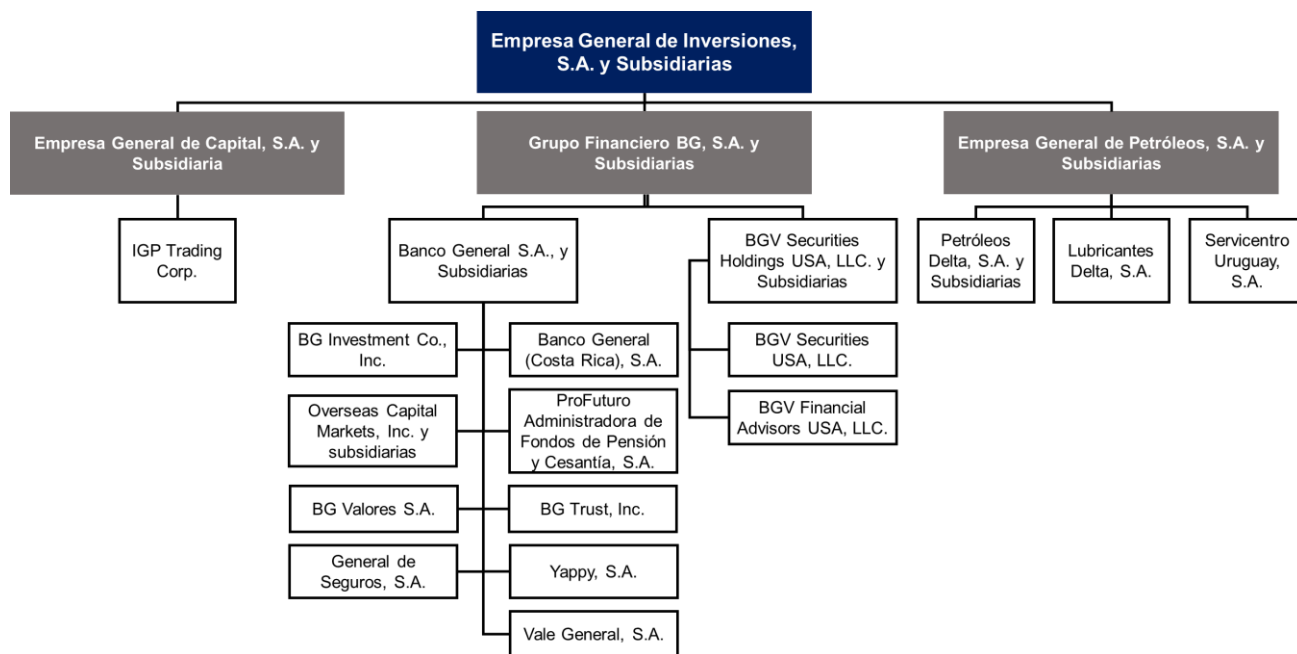 Empresa General de Inversiones,
S.A. y Subsidiarias
Empresa General de Capital, S.A. y
Subsidiaria
Grupo Financiero BG, S.A. y
Subsidiarias
Empresa General de Petróleos, S.A. y
Subsidiarias
IGP Trading
Corp.
Banco General S.A., y
Subsidiarias
BGV Securities
Holdings USA, LLC. y
Subsidiarias
Petróleos
Delta, S.A. y
Subsidiarias
Lubricantes
Delta, S.A.
Servicentro
Uruguay,
S.A.
BG Investment Co.,
Inc.
Banco General
(Costa Rica), S.A.
BGV Securities
USA, LLC.
Overseas Capital
Markets, Inc. y
subsidiarias
ProFuturo
Administradora de
Fondos de Pensión
y Cesantía, S.A.
BGV Financial
Advisors USA, LLC.
BG Valores S.A.
BG Trust, Inc.
General de
Seguros, S.A.
Yappy, S.A.
Vale General, S.A.